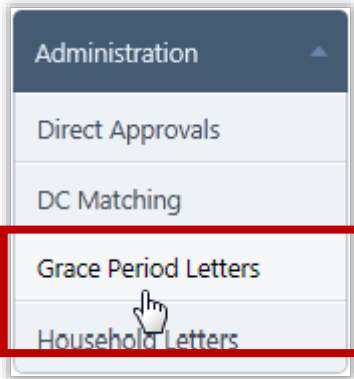 Administration
Direct Approvals
DC Matching
Grace Period Letters
Household Letters